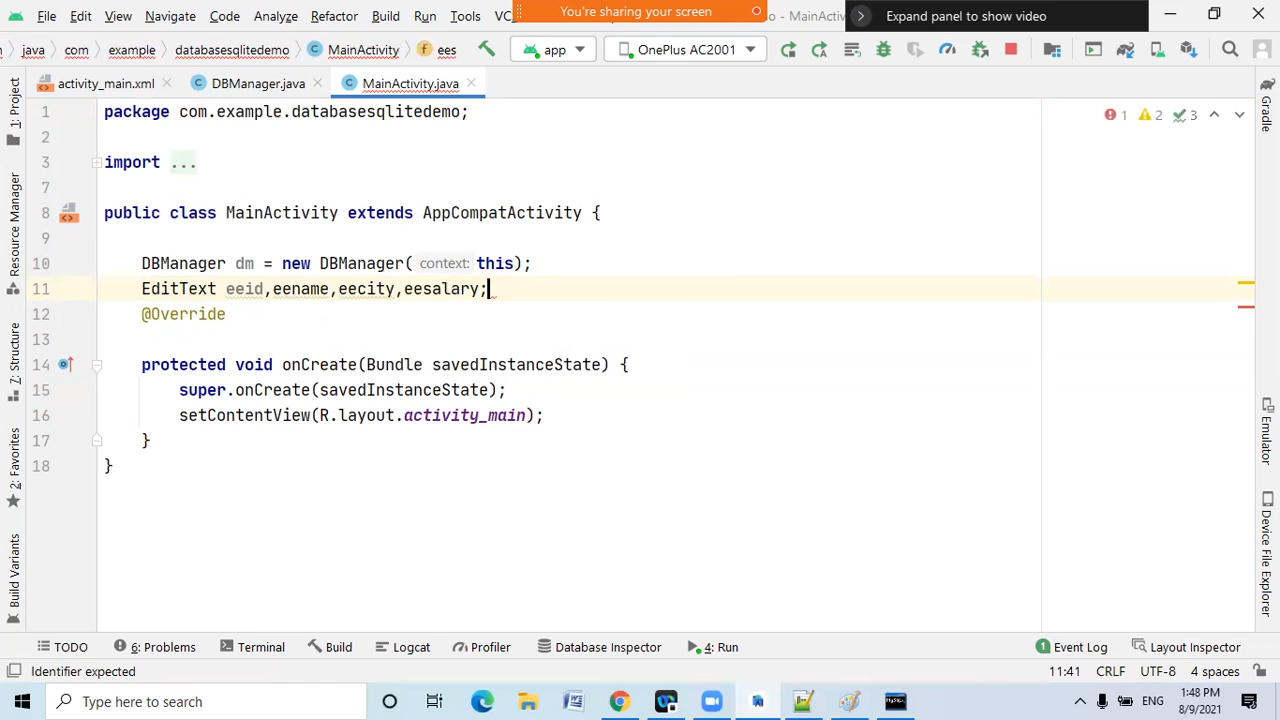 File Edit View Navigate Code Analyze Refactor Build Run Tools VC
You're sharing your screen
MainActivity
Expand panel to show video
java com example databasesqlitedemo MainActivity ees app OnePlus AC2001
activity_main.xml DBManager.java MainActivity.java
1 package com.example.databasesqlitedemo; 1 2 3
2
3 import ...
7
8 public class MainActivity extends AppCompatActivity {
9
10 DBManager dm = new DBManager( context: this);
11 EditText eeid,eename,eecity,eesalary;
12 @Override
13
14 protected void onCreate(Bundle savedInstanceState) {
15 super.onCreate(savedInstanceState);
16 setContentView(R.layout.activity_main);
17 }
18 }
1: Project
Resource Manager
7: Structure
2: Favorites
Build Variants
Gradle
Emulator
Device File Explorer
TODO 6: Problems Terminal Build Logcat Profiler Database Inspector 4: Run 1 Event Log Layout Inspector
Identifier expected 11:41 CRLF UTF-8 4 spaces
Type here to search ENG 1:48 PM
8/9/2021